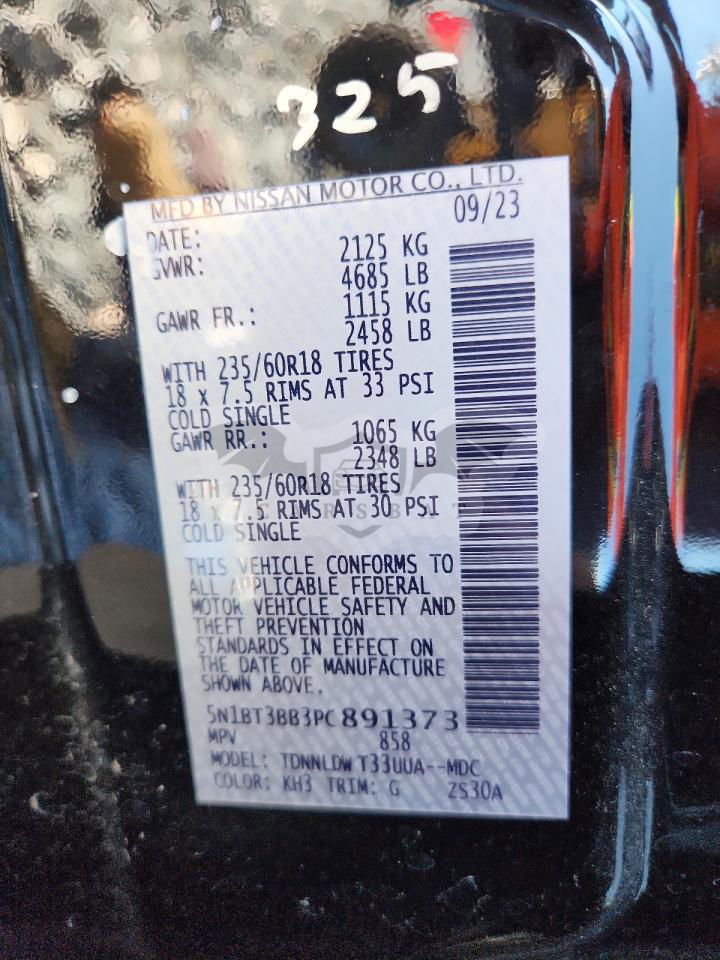 325
MFD BY NISSAN MOTOR CO., LTD.
DATE: 09/23
GVWR: 2125 KG
4685 LB
GAWR FR.: 1115 KG
2458 LB
WITH 235/60R18 TIRES
18 x 7.5 RIMS AT 33 PSI
COLD SINGLE
GAWR RR.: 1065 KG
2348 LB
WITH 235/60R18 TIRES
18 x 7.5 RIMS AT 30 PSI
COLD SINGLE
THIS VEHICLE CONFORMS TO
ALL APPLICABLE FEDERAL
MOTOR VEHICLE SAFETY AND
THEFT PREVENTION
STANDARDS IN EFFECT ON
THE DATE OF MANUFACTURE
SHOWN ABOVE.
5N1BT3BB3PC891373
MPV 858
MODEL: TDNNLDW T33UUA--MDC
COLOR: KH3 TRIM: G ZS30A